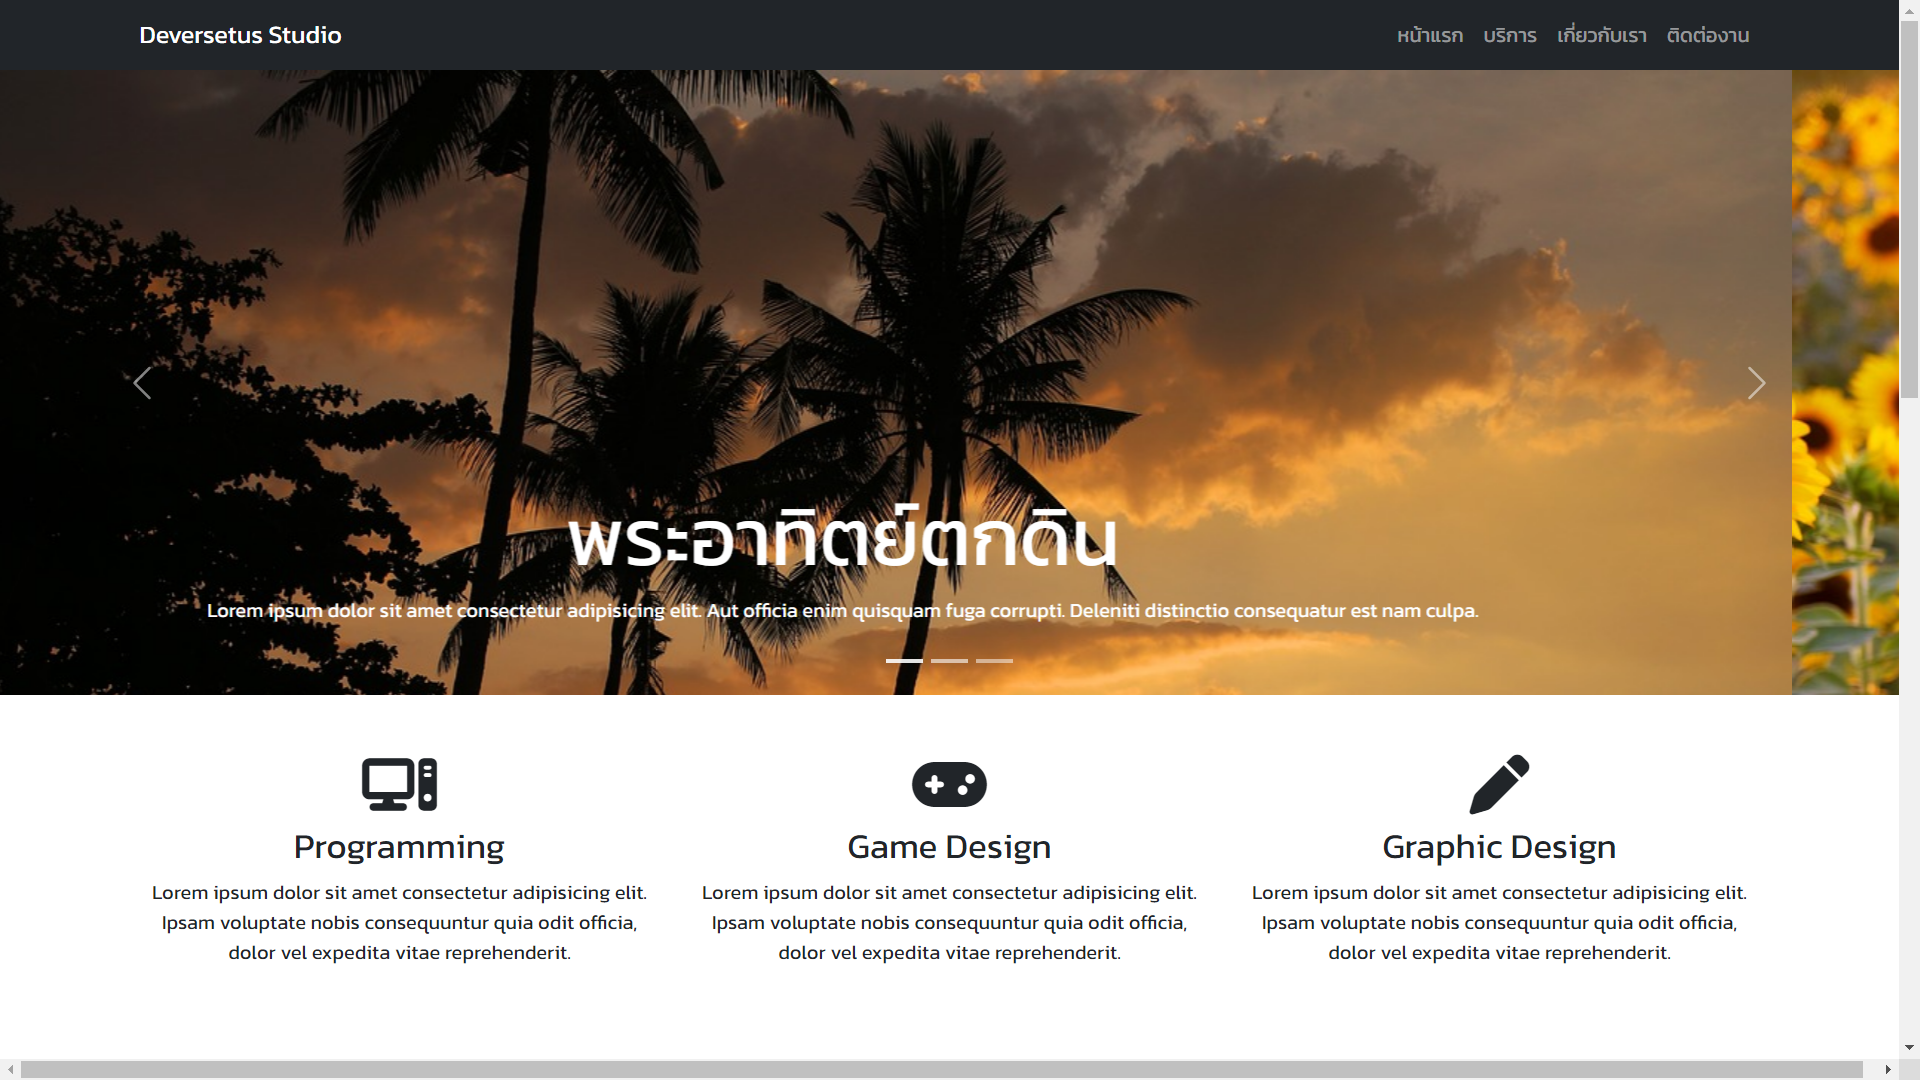 Deversetus Studio
หน้าแรก บริการ เกี่ยวกับเรา ติดต่องาน
พระอาทิตย์ตกดิน
Lorem ipsum dolor sit amet consectetur adipisicing elit. Aut officia enim quisquam fuga corrupti. Deleniti distinctio consequatur est nam culpa.
Programming
Lorem ipsum dolor sit amet consectetur adipisicing elit.
Ipsam voluptate nobis consequuntur quia odit officia,
dolor vel expedita vitae reprehenderit.
Game Design
Lorem ipsum dolor sit amet consectetur adipisicing elit.
Ipsam voluptate nobis consequuntur quia odit officia,
dolor vel expedita vitae reprehenderit.
Graphic Design
Lorem ipsum dolor sit amet consectetur adipisicing elit.
Ipsam voluptate nobis consequuntur quia odit officia,
dolor vel expedita vitae reprehenderit.